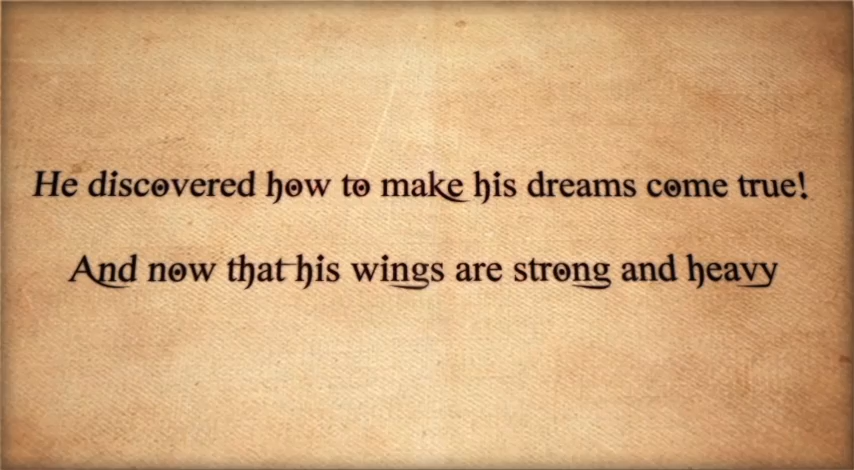 He discovered how to make his dreams come true!
And now that his wings are strong and heavy